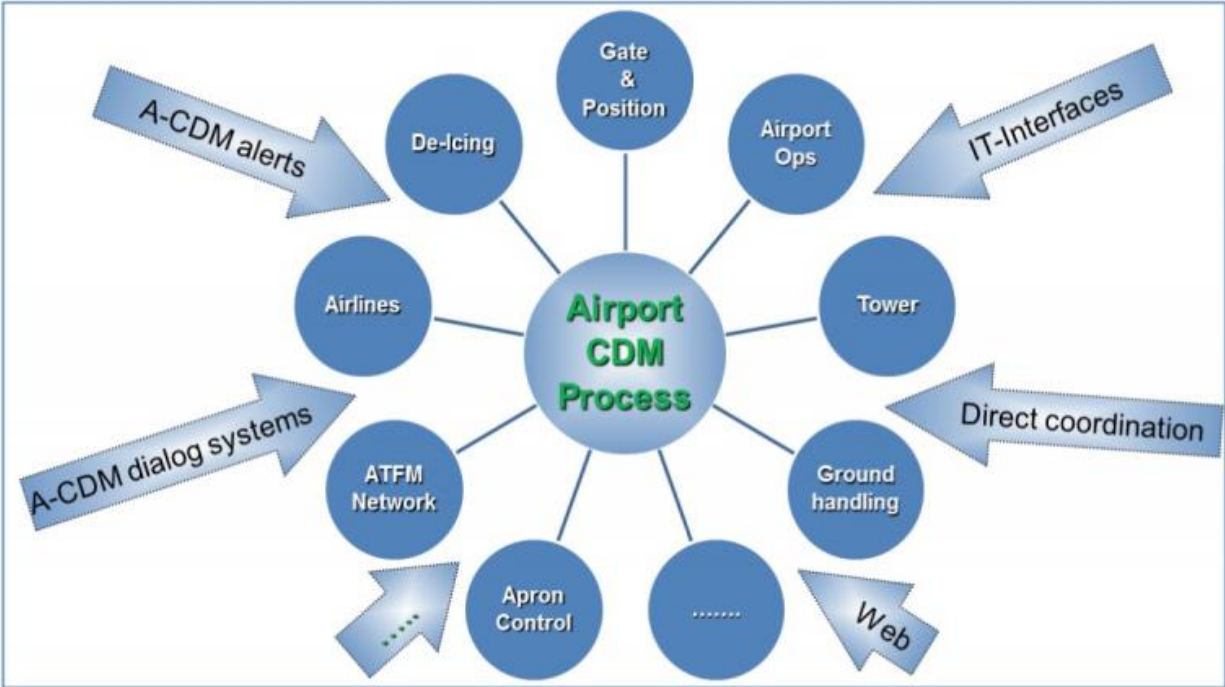 Gate
&
Position
De-Icing
Airport
Ops
A-CDM alerts
IT-Interfaces
Airlines
Airport
CDM
Process
Tower
A-CDM dialog systems
Direct coordination
ATFM
Network
Ground
handling
.....
Apron
Control
.......
Web